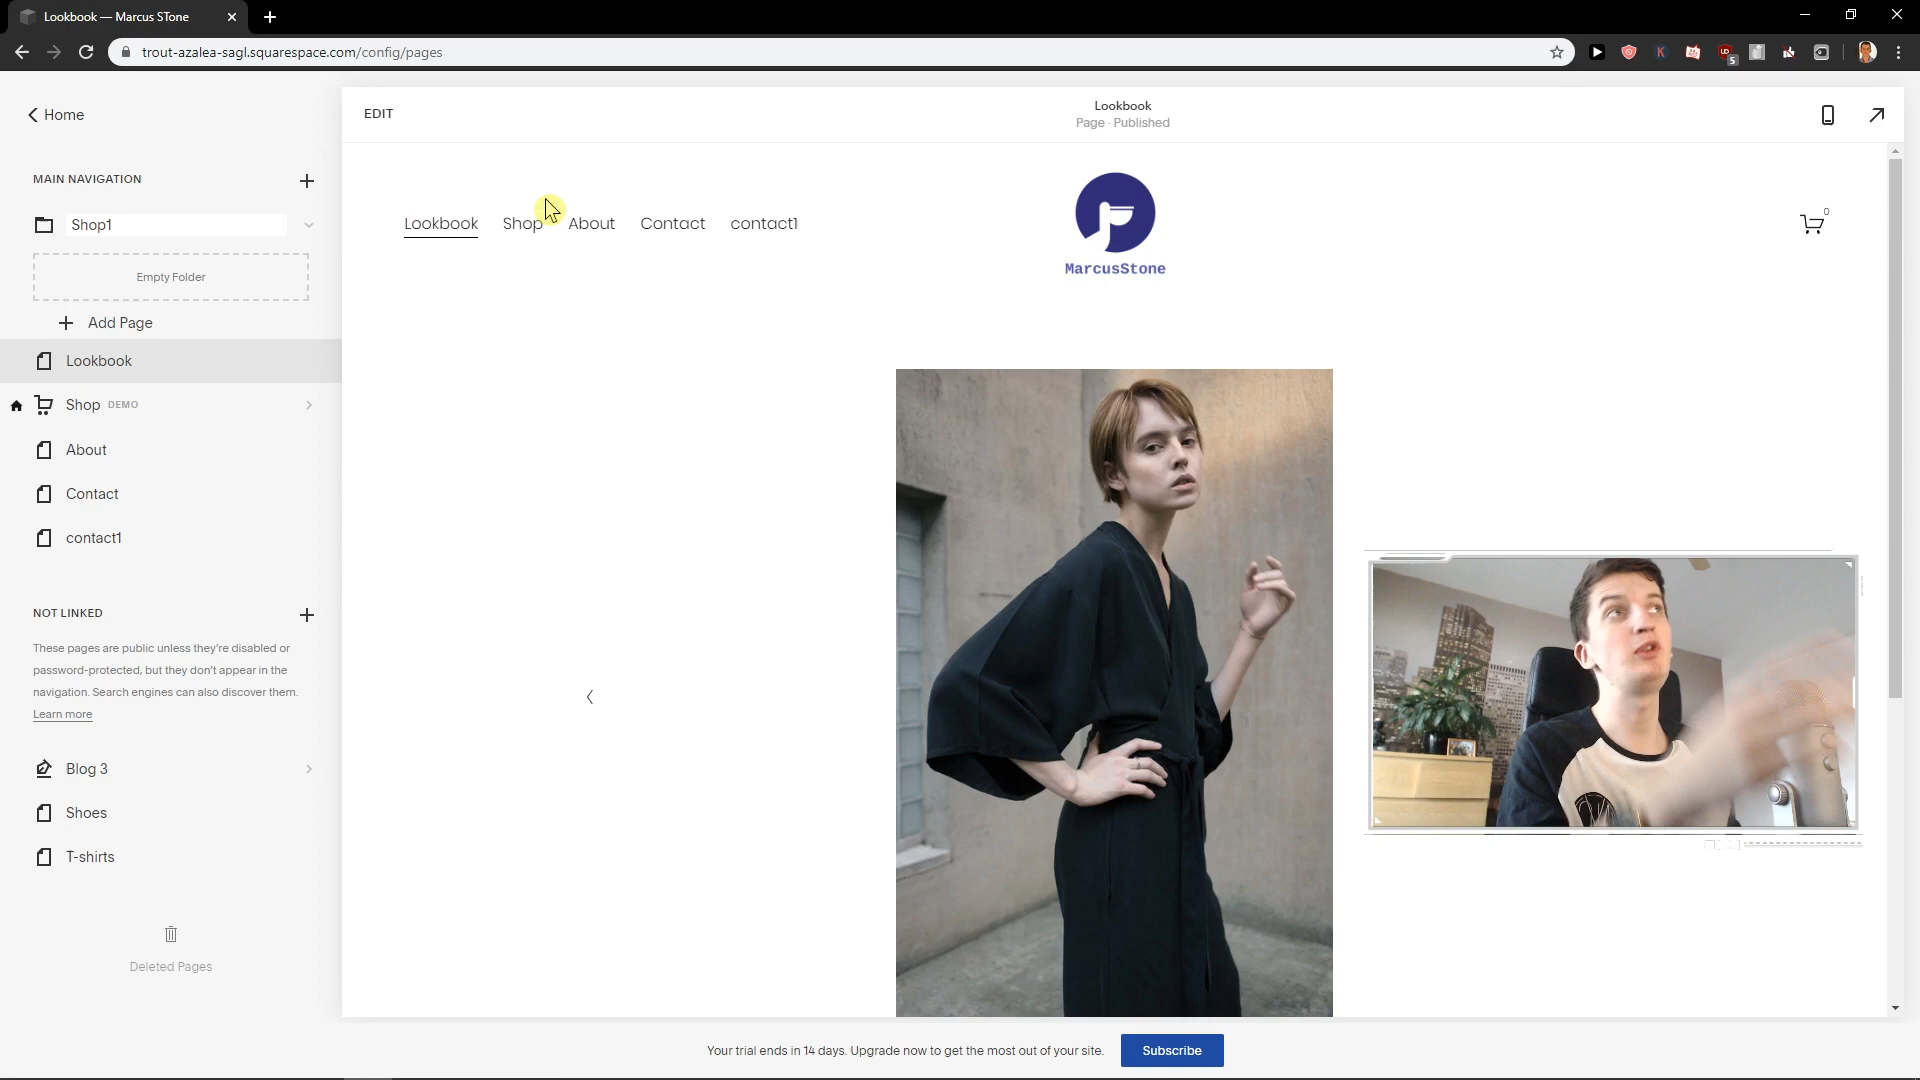 Lookbook — Marcus STone
trout-azalea-sagl.squarespace.com/config/pages
5
Home
EDIT
Lookbook
Page · Published
MAIN NAVIGATION
Shop1
Empty Folder
Add Page
Lookbook
Shop DEMO
About
Contact
contact1
NOT LINKED
These pages are public unless they're disabled or
password-protected, but they don't appear in the
navigation. Search engines can also discover them.
Learn more
Blog 3
Shoes
T-shirts
Deleted Pages
Lookbook Shop About Contact contact1
MarcusStone
0
Your trial ends in 14 days. Upgrade now to get the most out of your site.
Subscribe